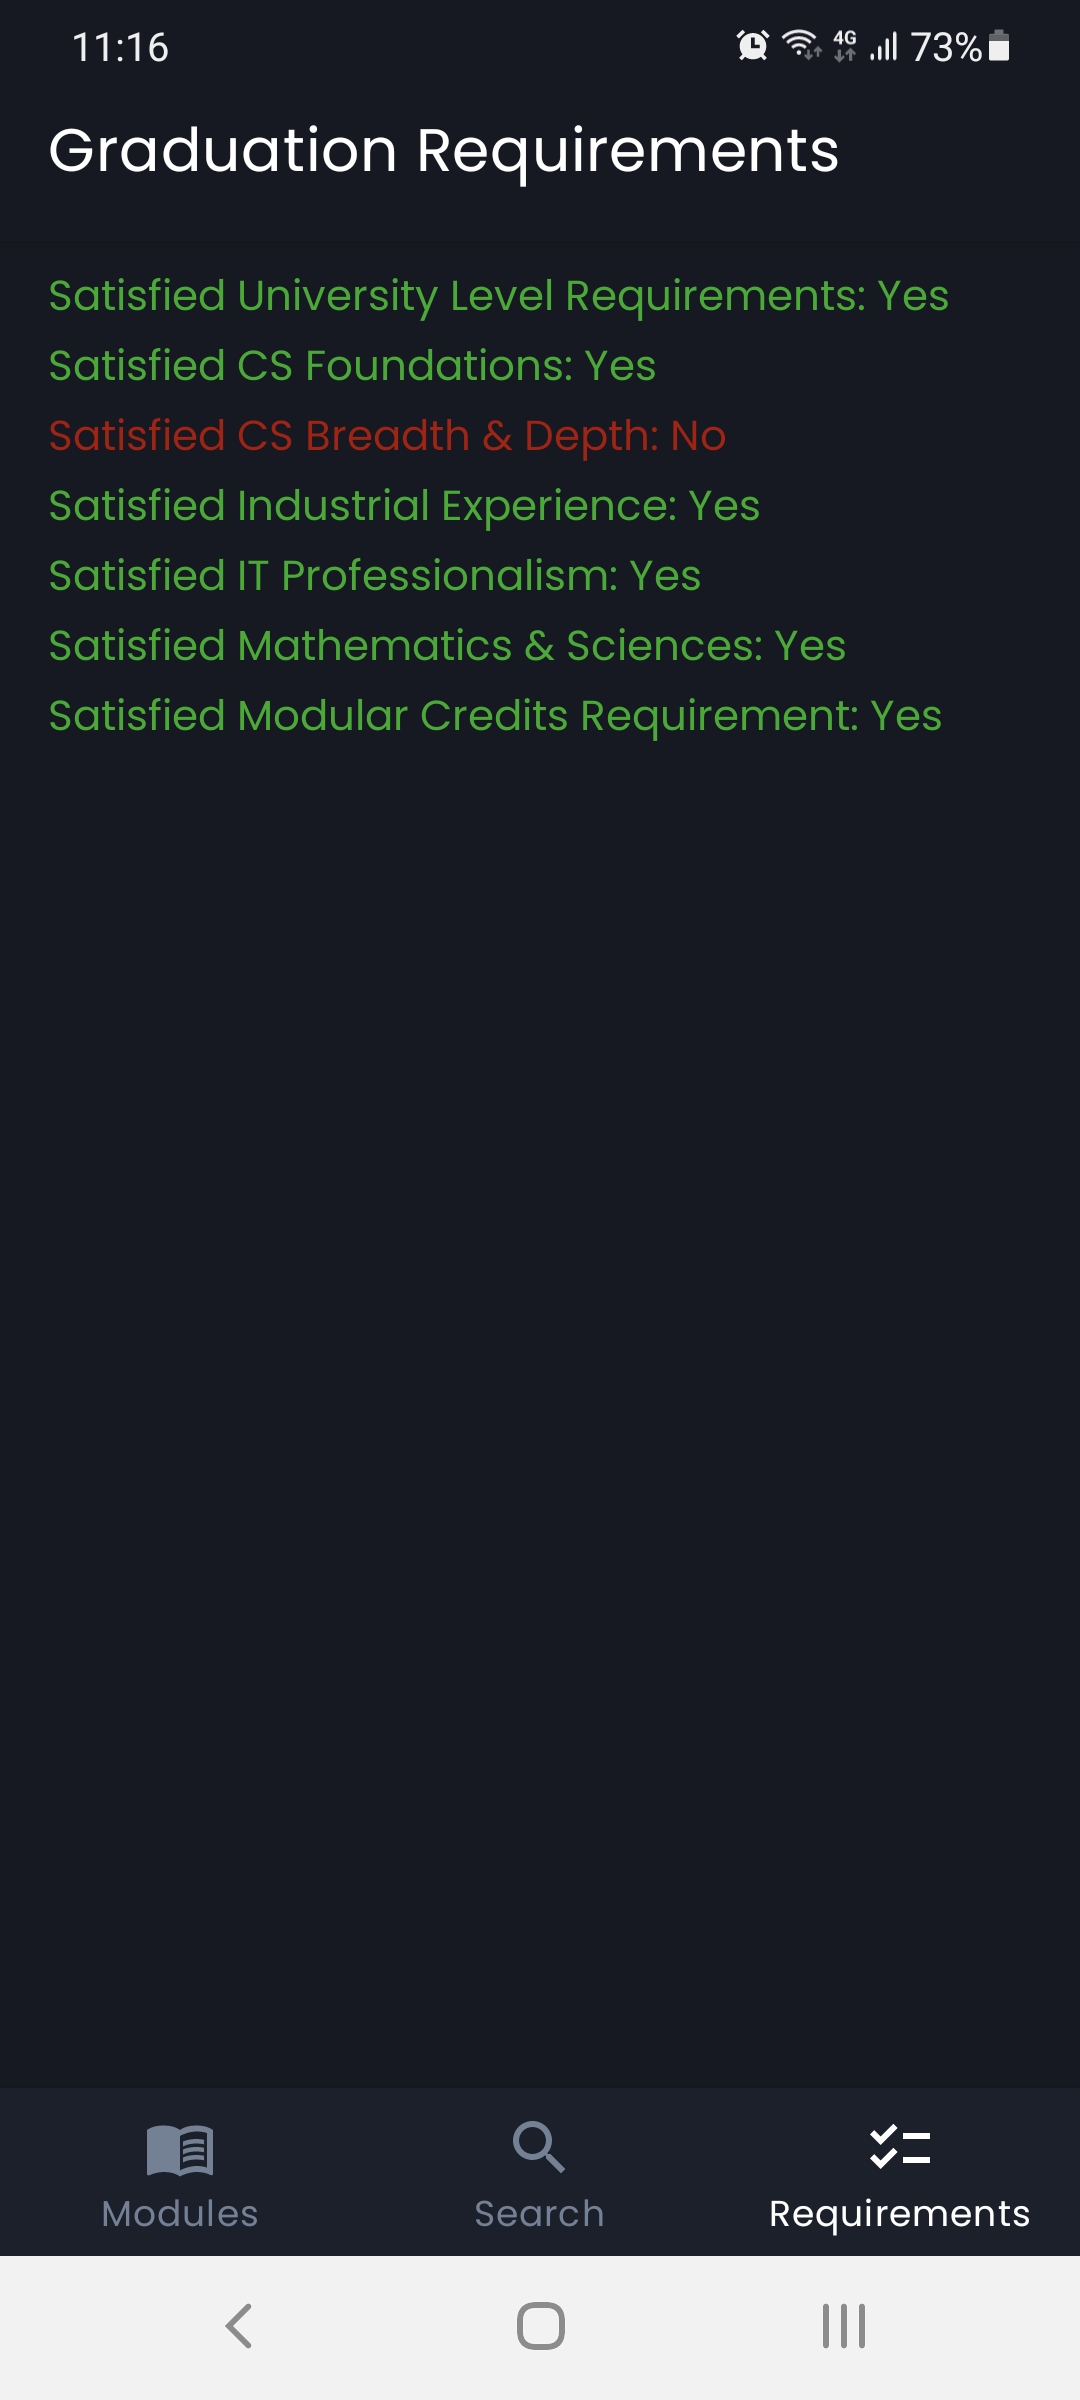 11:16
4G 73%
Graduation Requirements
Satisfied University Level Requirements: Yes
Satisfied CS Foundations: Yes
Satisfied CS Breadth & Depth: No
Satisfied Industrial Experience: Yes
Satisfied IT Professionalism: Yes
Satisfied Mathematics & Sciences: Yes
Satisfied Modular Credits Requirement: Yes
Modules Search Requirements